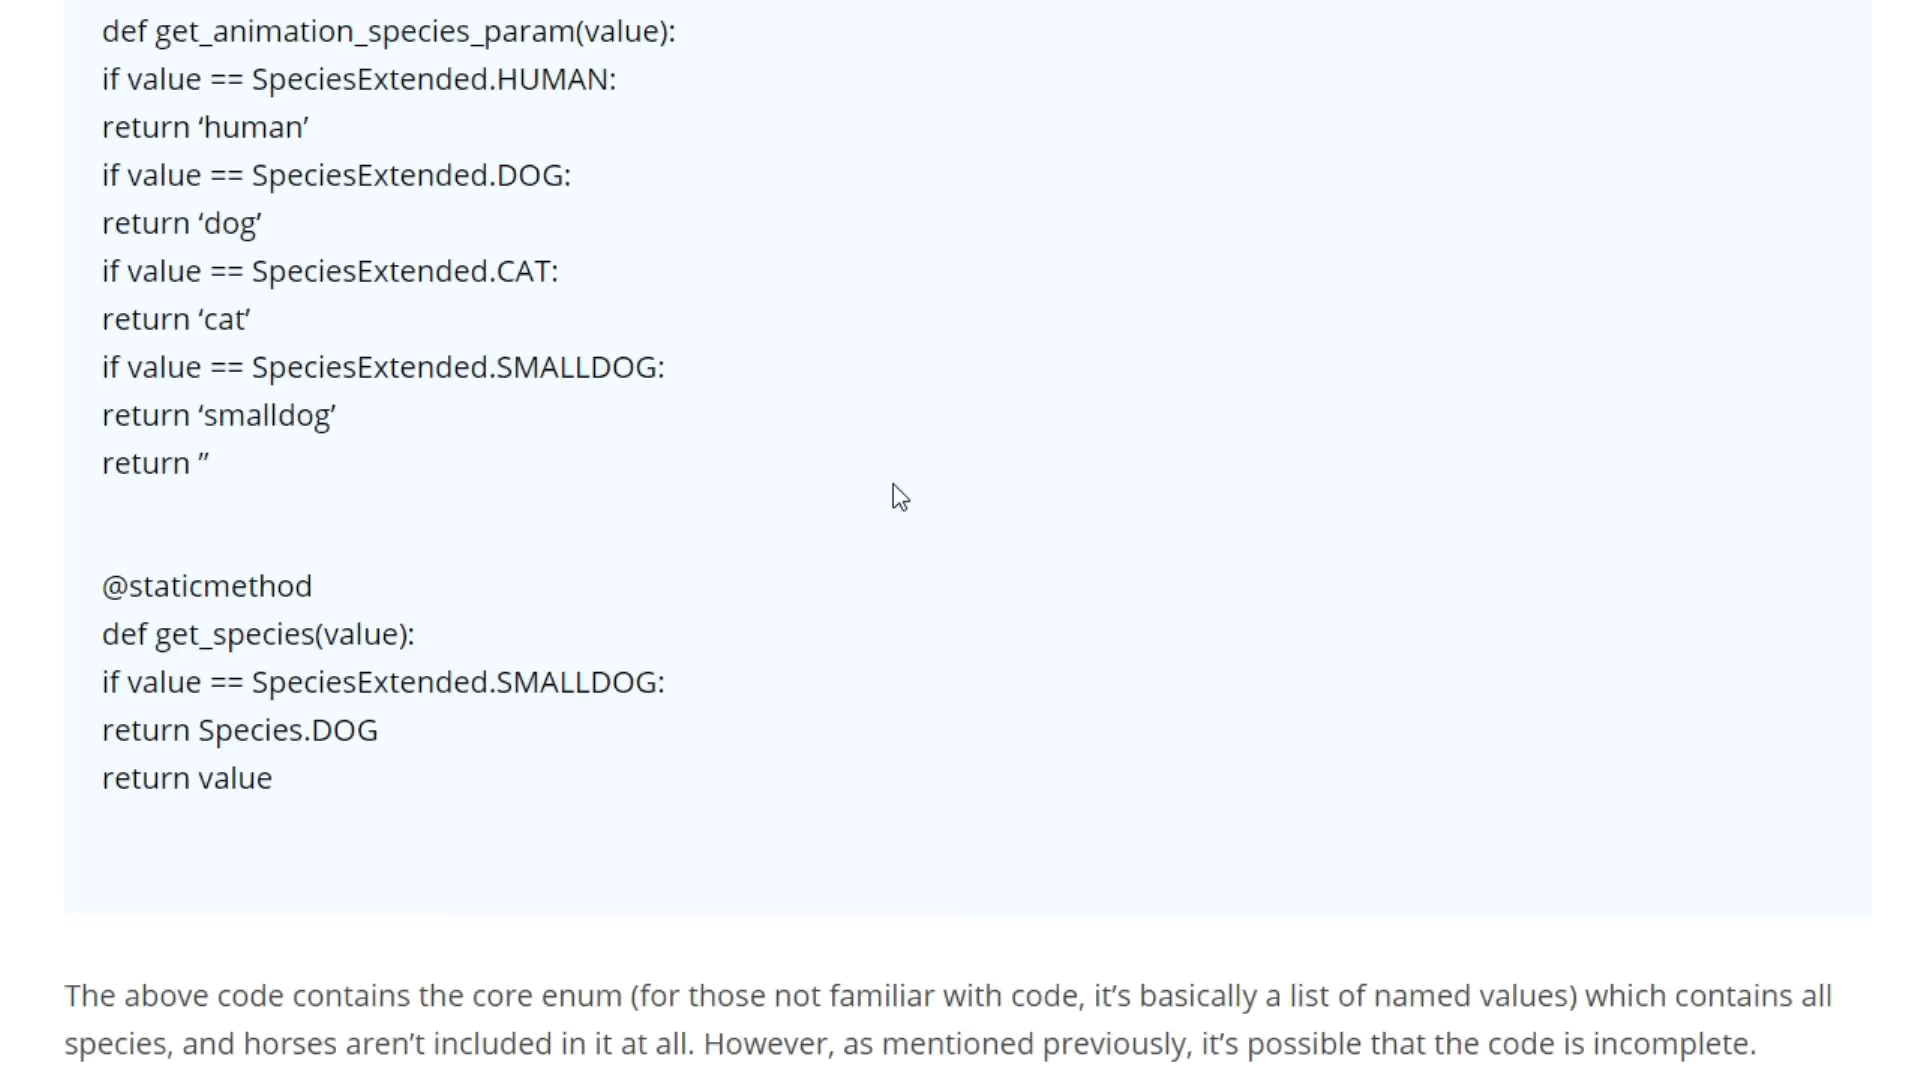 def get_animation_species_param(value):
if value == SpeciesExtended.HUMAN:
return ‘human’
if value == SpeciesExtended.DOG:
return ‘dog’
if value == SpeciesExtended.CAT:
return ‘cat’
if value == SpeciesExtended.SMALLDOG:
return ‘smalldog’
return ”
@staticmethod
def get_species(value):
if value == SpeciesExtended.SMALLDOG:
return Species.DOG
return value
The above code contains the core enum (for those not familiar with code, it’s basically a list of named values) which contains all
species, and horses aren’t included in it at all. However, as mentioned previously, it’s possible that the code is incomplete.